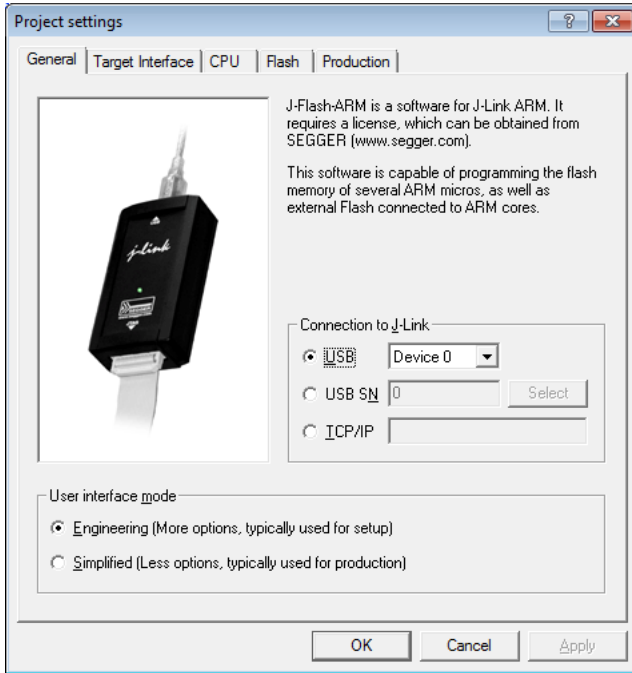 Project settings
General
Target Interface
CPU
Flash
Production
j-link
J-Flash-ARM is a software for J-Link ARM. It
requires a license, which can be obtained from
SEGGER (www.segger.com).
This software is capable of programming the flash
memory of several ARM micros, as well as
external Flash connected to ARM cores.
Connection to J-Link
USB
Device 0
USB SN
0
Select
TCP/IP
User interface mode
Engineering (More options, typically used for setup)
Simplified (Less options, typically used for production)
OK
Cancel
Apply